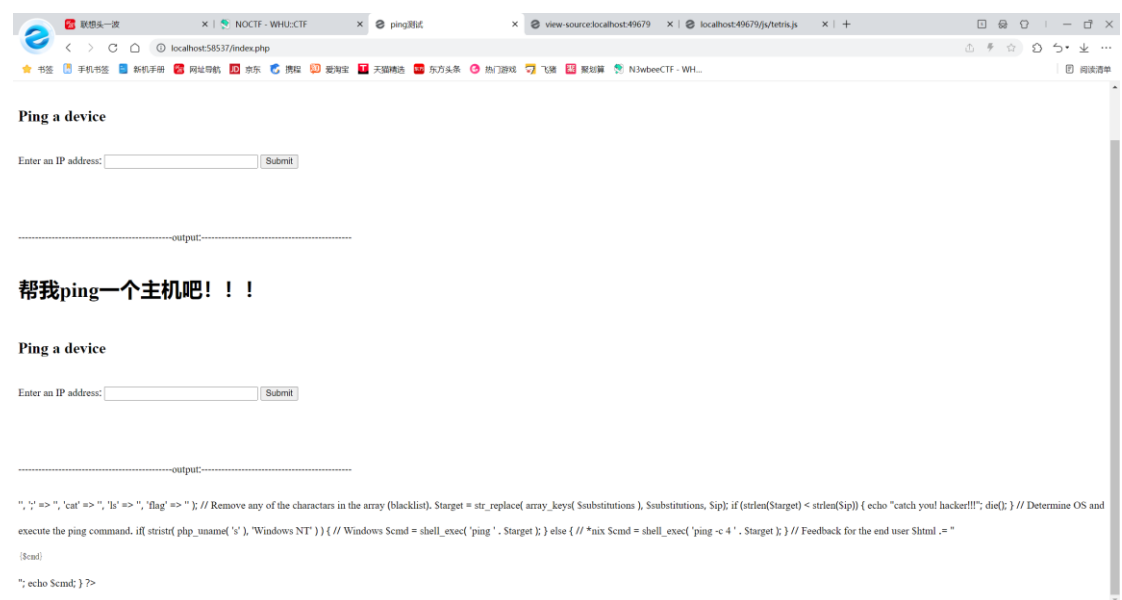 联想头一波 × NOCTF - WHU::CTF × ping测试 × view-source:localhost:49679 × localhost:49679/js/tetris.js × +
localhost:58537/index.php
书签 手机书签 新机手册 网址导航 京东 携程 爱淘宝 天猫精选 东方头条 热门游戏 飞猪 聚划算 N3wbeeCTF - WH... 阅读清单
Ping a device
Enter an IP address: Submit
----------------------------------------------output:---------------------------------------------
帮我ping一个主机吧！！！
Ping a device
Enter an IP address: Submit
----------------------------------------------output:---------------------------------------------
'', ';' => '', 'cat' => '', 'ls' => '', 'flag' => '' ); // Remove any of the charactars in the array (blacklist). $target = str_replace( array_keys( $substitutions ), $substitutions, $ip); if (strlen($target) < strlen($ip)) { echo "catch you! hacker!!!"; die(); } // Determine OS and
execute the ping command. if( stristr( php_uname( 's' ), 'Windows NT' ) ) { // Windows $cmd = shell_exec( 'ping ' . $target ); } else { // *nix $cmd = shell_exec( 'ping -c 4 ' . $target ); } // Feedback for the end user $html .= "
{$cmd}
"; echo $cmd; } ?>